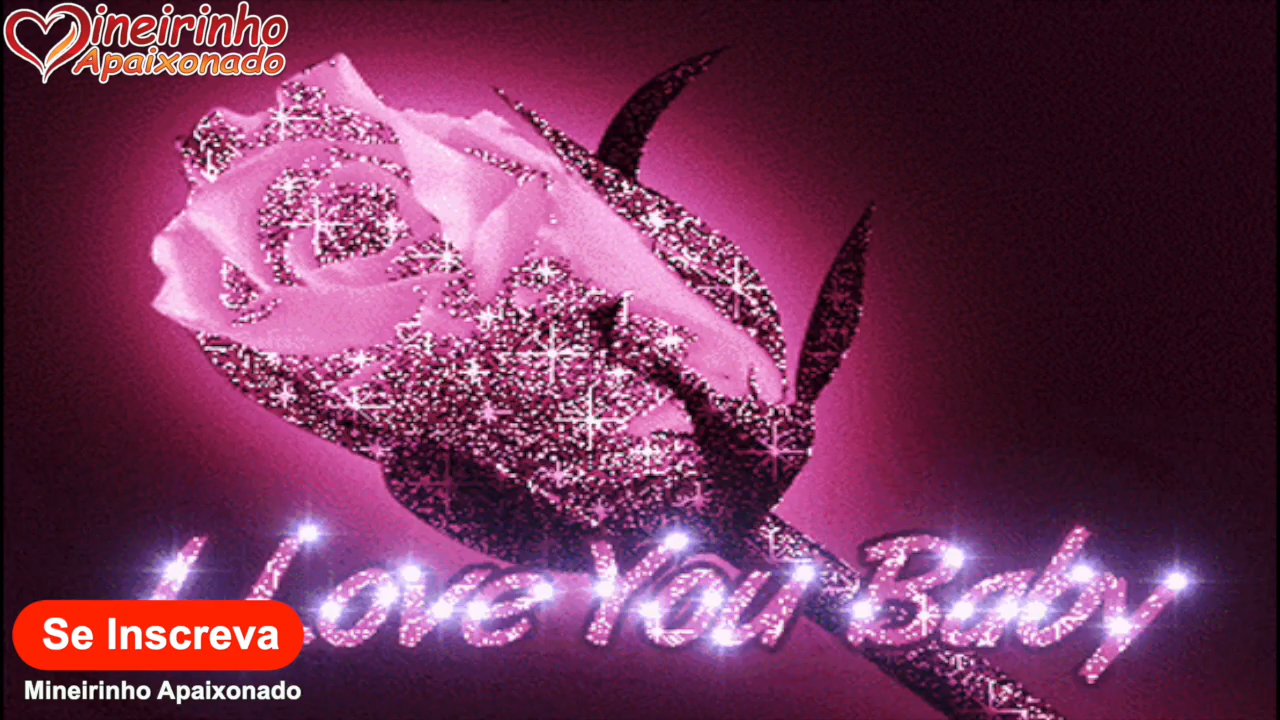 Mineirinho
Apaixonado
I Love You Baby
Se Inscreva
Mineirinho Apaixonado